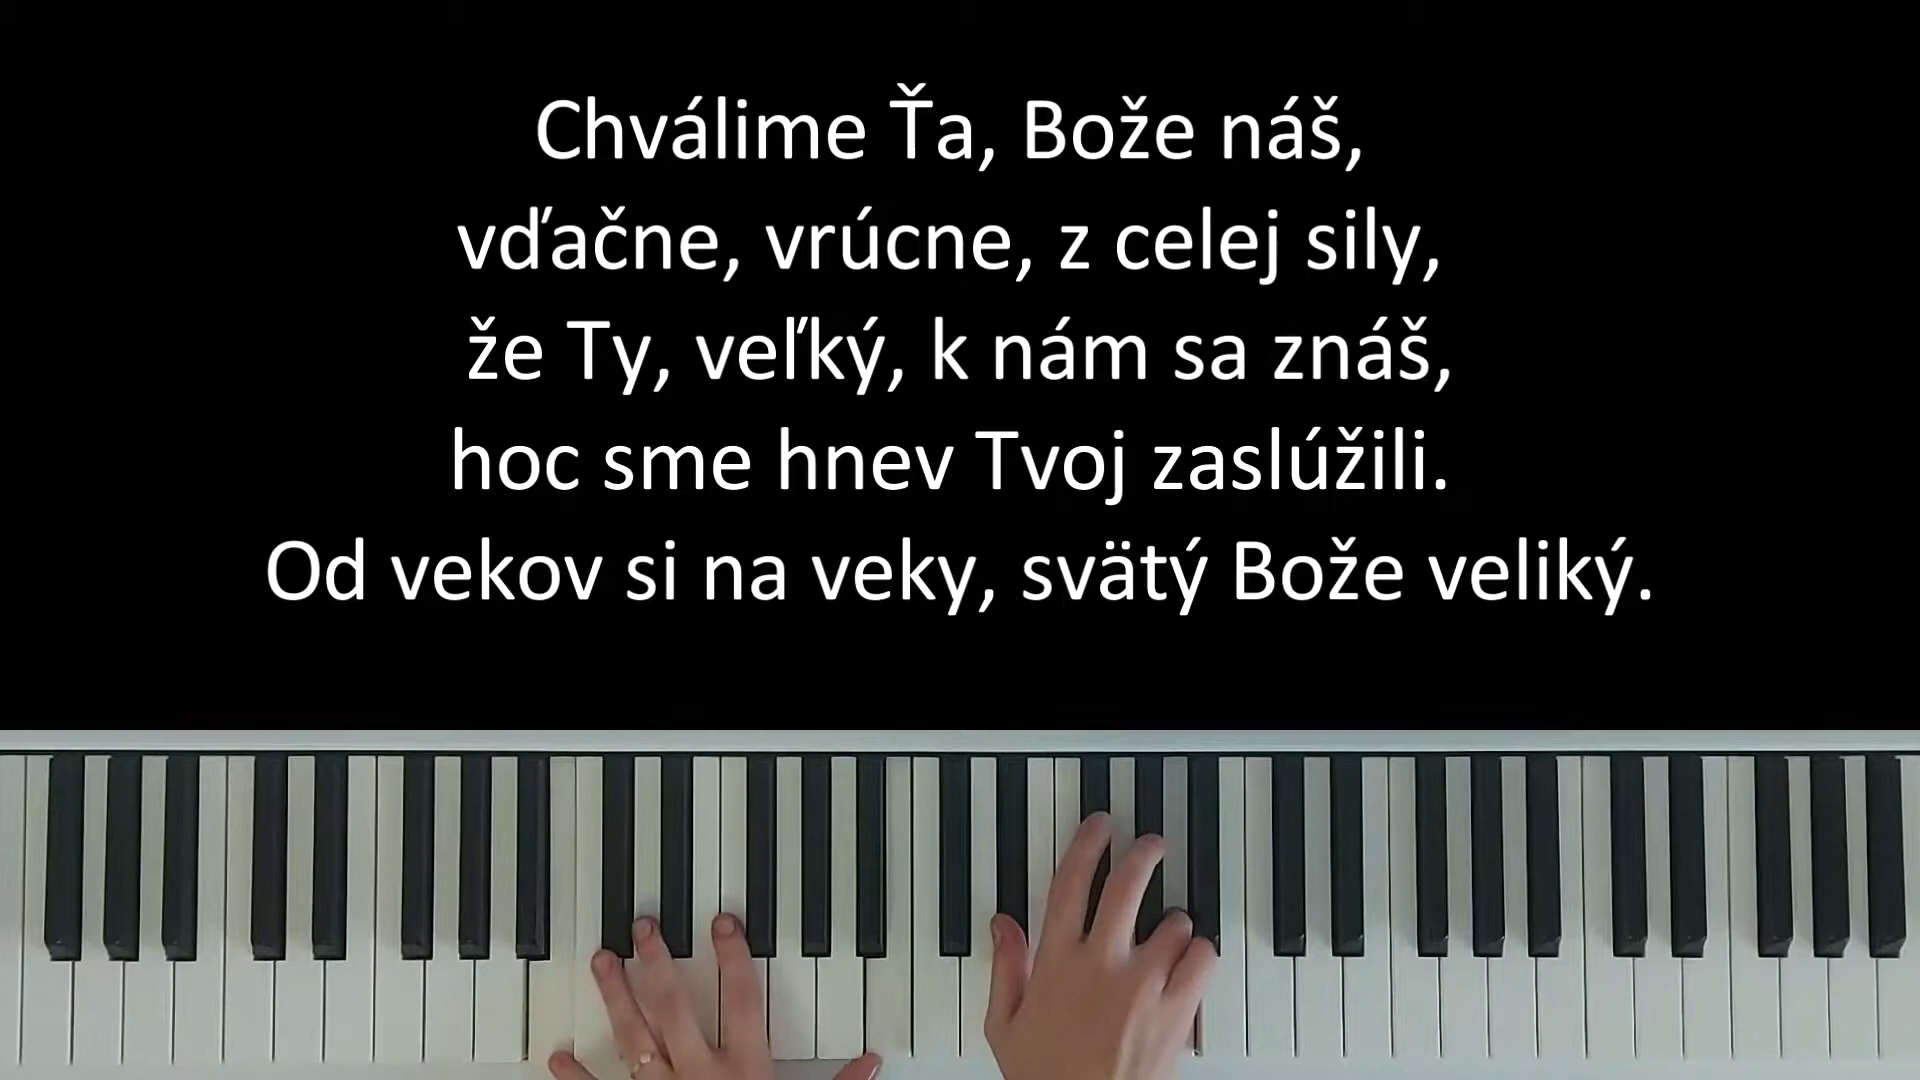 Chválime Ťa, Bože náš,
vďačne, vrúcne, z celej sily,
že Ty, veľký, k nám sa znáš,
hoc sme hnev Tvoj zaslúžili.
Od vekov si na veky, svätý Bože veliký.